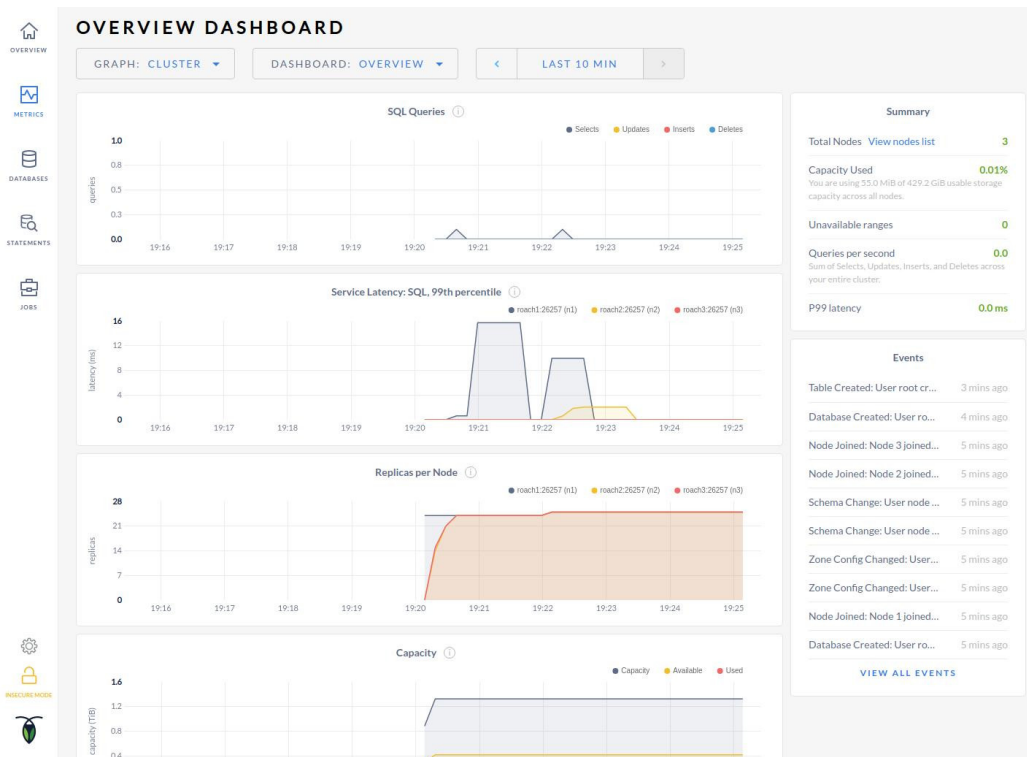 OVERVIEW DASHBOARD
OVERVIEW
METRICS
DATABASES
STATEMENTS
JOBS
INSECURE MODE
GRAPH: CLUSTER
DASHBOARD: OVERVIEW
< LAST 10 MIN >
SQL Queries
Selects Updates Inserts Deletes
queries
1.0
0.8
0.5
0.3
0.0
19:16 19:17 19:18 19:19 19:20 19:21 19:22 19:23 19:24 19:25
Service Latency: SQL, 99th percentile
roach1:26257 (n1) roach2:26257 (n2) roach3:26257 (n3)
latency (ms)
16
12
8
4
0
19:16 19:17 19:18 19:19 19:20 19:21 19:22 19:23 19:24 19:25
Replicas per Node
roach1:26257 (n1) roach2:26257 (n2) roach3:26257 (n3)
replicas
28
21
14
7
0
19:16 19:17 19:18 19:19 19:20 19:21 19:22 19:23 19:24 19:25
Capacity
Capacity Available Used
capacity (TiB)
1.6
1.2
0.8
0.4
Summary
Total Nodes View nodes list 3
Capacity Used 0.01%
You are using 55.0 MiB of 429.2 GiB usable storage
capacity across all nodes.
Unavailable ranges 0
Queries per second 0.0
Sum of Selects, Updates, Inserts, and Deletes across
your entire cluster.
P99 latency 0.0 ms
Events
Table Created: User root cr... 3 mins ago
Database Created: User ro... 4 mins ago
Node Joined: Node 3 joined... 5 mins ago
Node Joined: Node 2 joined... 5 mins ago
Schema Change: User node ... 5 mins ago
Schema Change: User node ... 5 mins ago
Zone Config Changed: User... 5 mins ago
Zone Config Changed: User... 5 mins ago
Node Joined: Node 1 joined... 5 mins ago
Database Created: User ro... 5 mins ago
VIEW ALL EVENTS